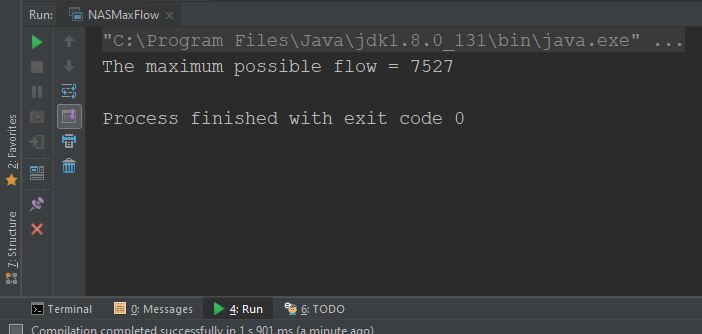 Run: NASMaxFlow
"C:\Program Files\Java\jdk1.8.0_131\bin\java.exe" ...
The maximum possible flow = 7527
Process finished with exit code 0
2: Favorites
7: Structure
Terminal 0: Messages 4: Run 6: TODO
Compilation completed successfully in 1 s 901 ms (a minute ago)